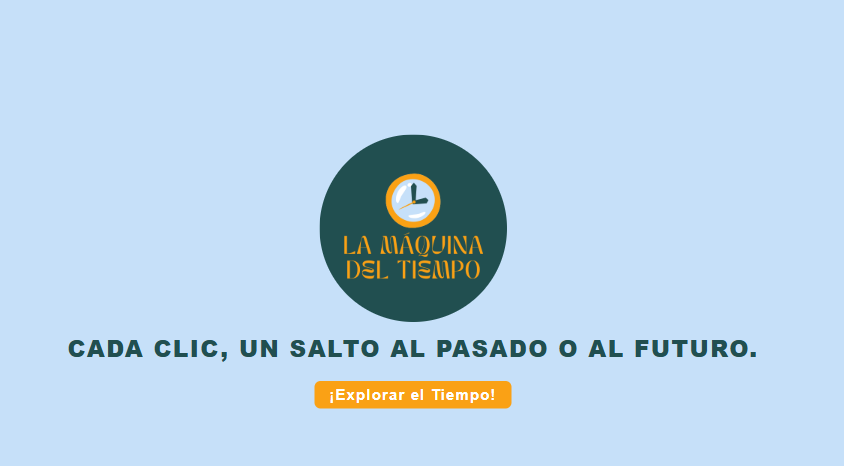 LA MÁQUINA
DEL TIEMPO
CADA CLIC, UN SALTO AL PASADO O AL FUTURO.
¡Explorar el Tiempo!